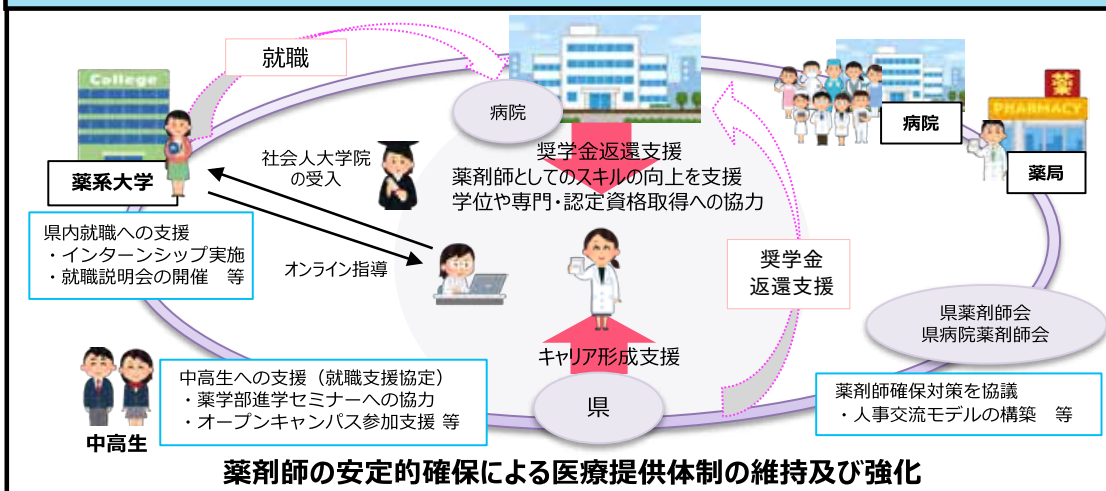 就職
College
病院
薬
PHARMACY
病院
薬局
薬系大学
社会人大学院
の受入
奨学金返還支援
薬剤師としてのスキルの向上を支援
学位や専門・認定資格取得への協力
県内就職への支援
・インターンシップ実施
・就職説明会の開催　等
オンライン指導
奨学金
返還支援
県薬剤師会
県病院薬剤師会
キャリア形成支援
中高生への支援（就職支援協定）
・薬学部進学セミナーへの協力
・オープンキャンパス参加支援 等
中高生
県
薬剤師確保対策を協議
・人事交流モデルの構築　等
薬剤師の安定的確保による医療提供体制の維持及び強化